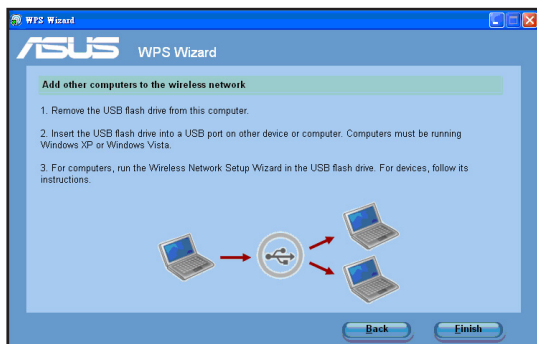 WPS Wizard
ASUS WPS Wizard
Add other computers to the wireless network
1. Remove the USB flash drive from this computer.
2. Insert the USB flash drive into a USB port on other device or computer. Computers must be running
Windows XP or Windows Vista.
3. For computers, run the Wireless Network Setup Wizard in the USB flash drive. For devices, follow its
instructions.
Back Finish